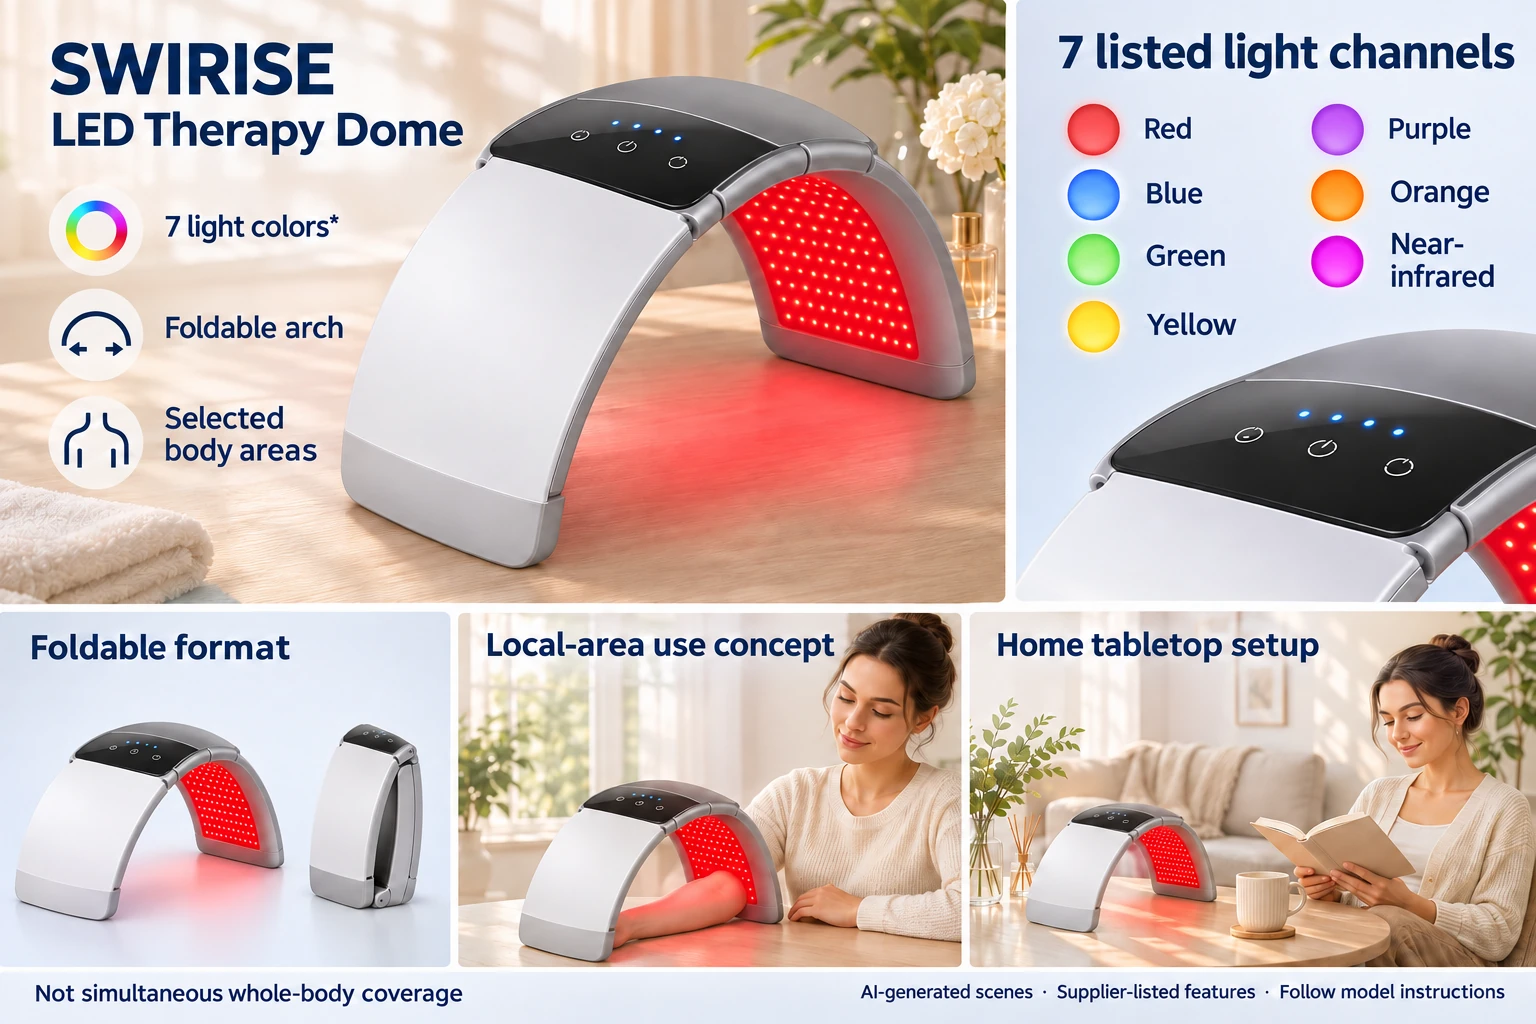 SWIRISE
LED Therapy Dome
7 light colors*
Foldable arch
Selected
body areas
7 listed light channels
Red
Blue
Green
Yellow
Purple
Orange
Near-
infrared
Foldable format
Local-area use concept
Home tabletop setup
Not simultaneous whole-body coverage
AI-generated scenes · Supplier-listed features · Follow model instructions